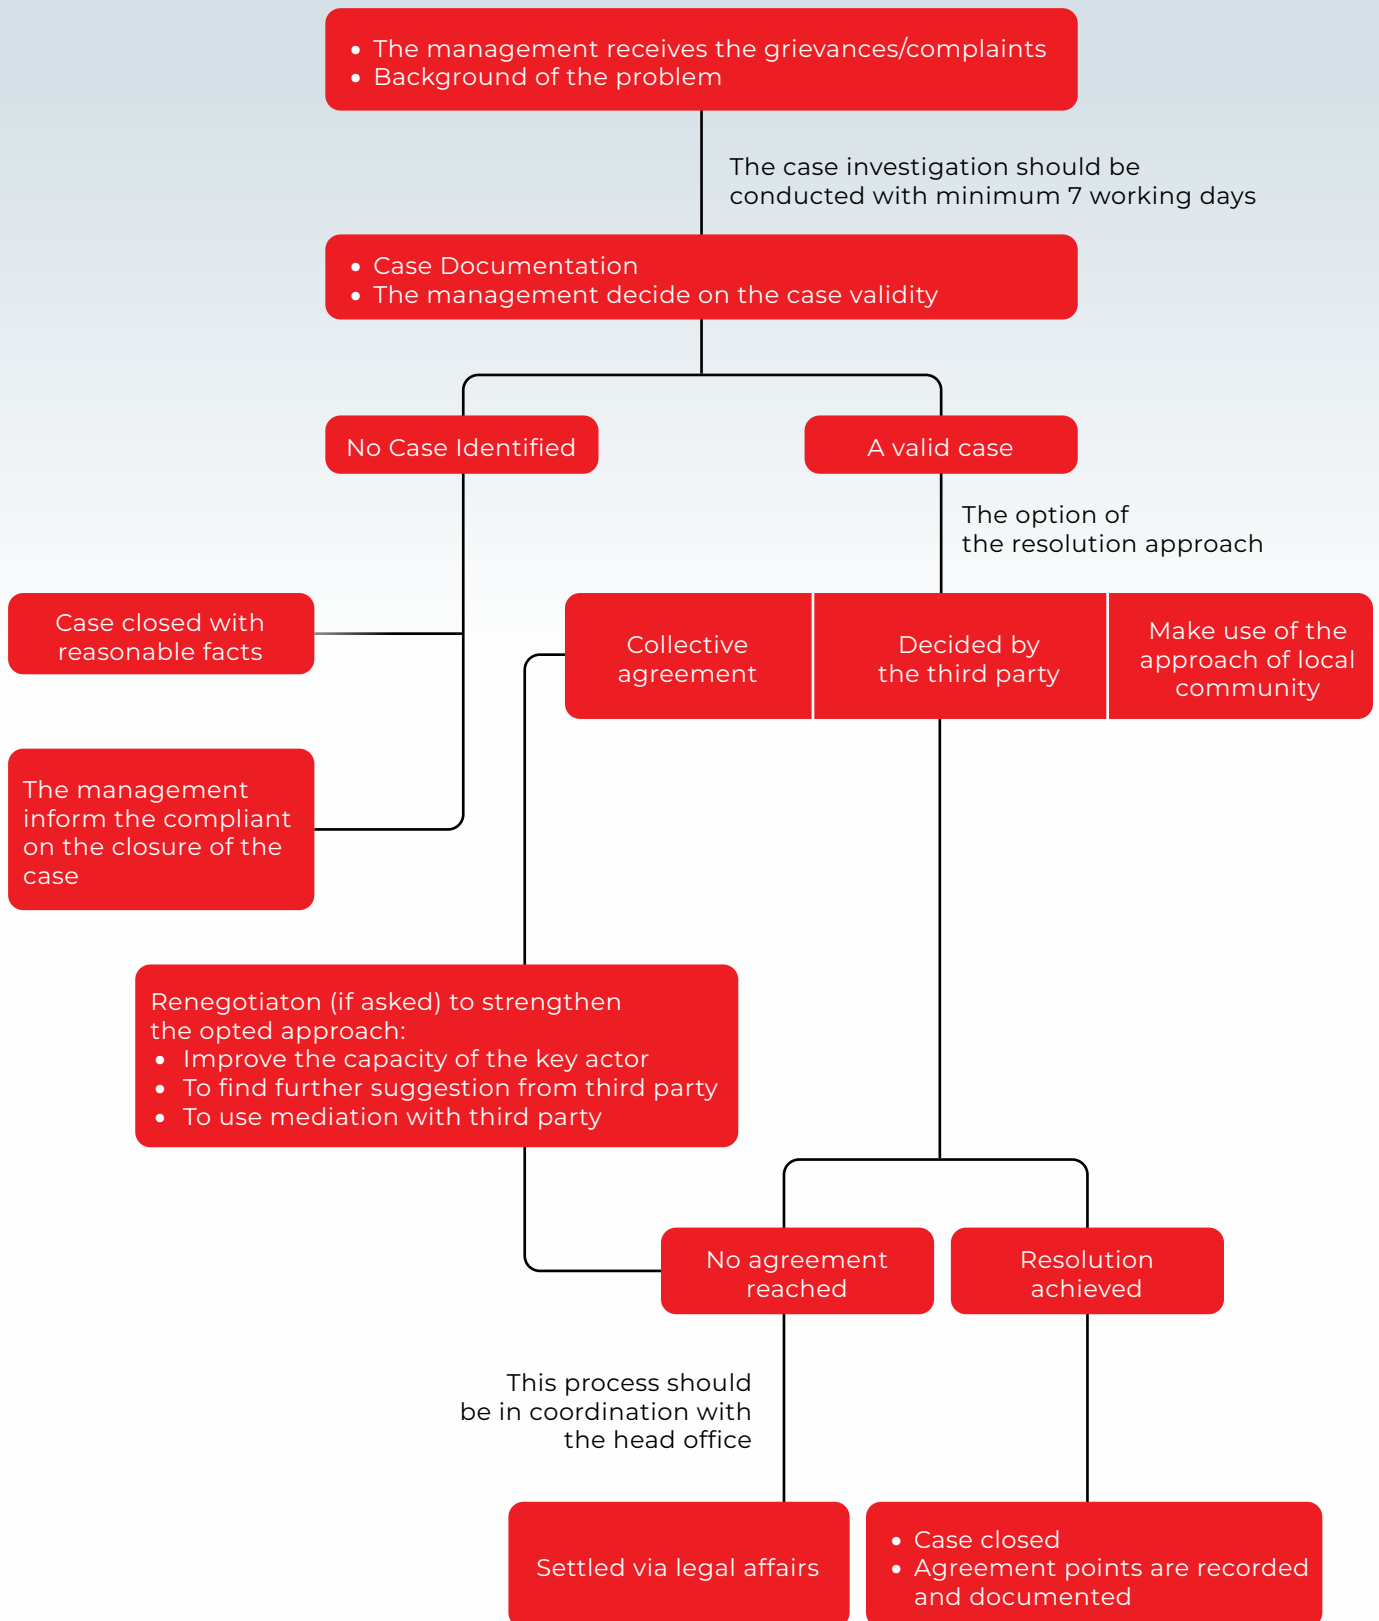 • The management receives the grievances/complaints
• Background of the problem
The case investigation should be
conducted with minimum 7 working days
• Case Documentation
• The management decide on the case validity
No Case Identified
A valid case
The option of
the resolution approach
Case closed with
reasonable facts
Collective
agreement
Decided by
the third party
Make use of the
approach of local
community
The management
inform the compliant
on the closure of the
case
Renegotiaton (if asked) to strengthen
the opted approach:
• Improve the capacity of the key actor
• To find further suggestion from third party
• To use mediation with third party
No agreement
reached
Resolution
achieved
This process should
be in coordination with
the head office
Settled via legal affairs
• Case closed
• Agreement points are recorded
and documented